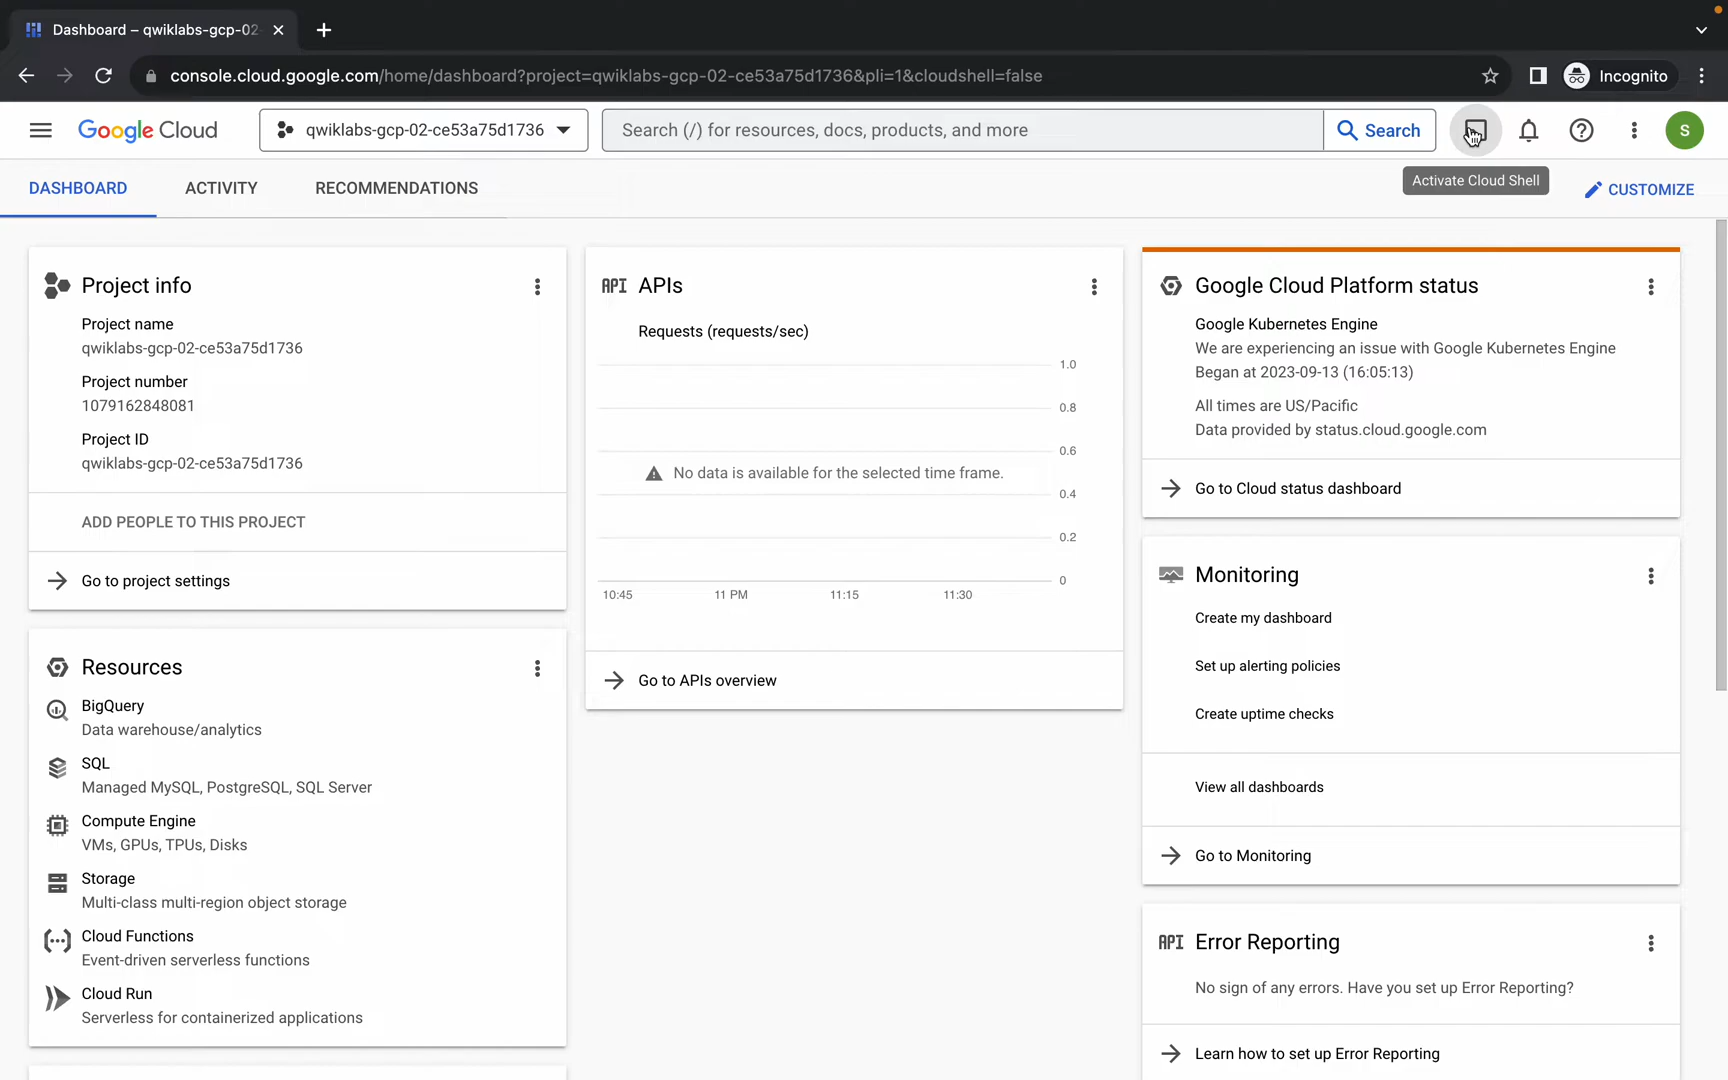 Dashboard – qwiklabs-gcp-02-
console.cloud.google.com/home/dashboard?project=qwiklabs-gcp-02-ce53a75d1736&pli=1&cloudshell=false
Incognito
Google Cloud
qwiklabs-gcp-02-ce53a75d1736
Search (/) for resources, docs, products, and more
Search
S
DASHBOARD
ACTIVITY
RECOMMENDATIONS
Activate Cloud Shell
CUSTOMIZE
Project info
Project name
qwiklabs-gcp-02-ce53a75d1736
Project number
1079162848081
Project ID
qwiklabs-gcp-02-ce53a75d1736
ADD PEOPLE TO THIS PROJECT
Go to project settings
Resources
BigQuery
Data warehouse/analytics
SQL
Managed MySQL, PostgreSQL, SQL Server
Compute Engine
VMs, GPUs, TPUs, Disks
Storage
Multi-class multi-region object storage
Cloud Functions
Event-driven serverless functions
Cloud Run
Serverless for containerized applications
API APIs
Requests (requests/sec)
1.0
0.8
0.6
No data is available for the selected time frame.
0.4
0.2
0
10:45 11 PM 11:15 11:30
Go to APIs overview
Google Cloud Platform status
Google Kubernetes Engine
We are experiencing an issue with Google Kubernetes Engine
Began at 2023-09-13 (16:05:13)
All times are US/Pacific
Data provided by status.cloud.google.com
Go to Cloud status dashboard
Monitoring
Create my dashboard
Set up alerting policies
Create uptime checks
View all dashboards
Go to Monitoring
API Error Reporting
No sign of any errors. Have you set up Error Reporting?
Learn how to set up Error Reporting